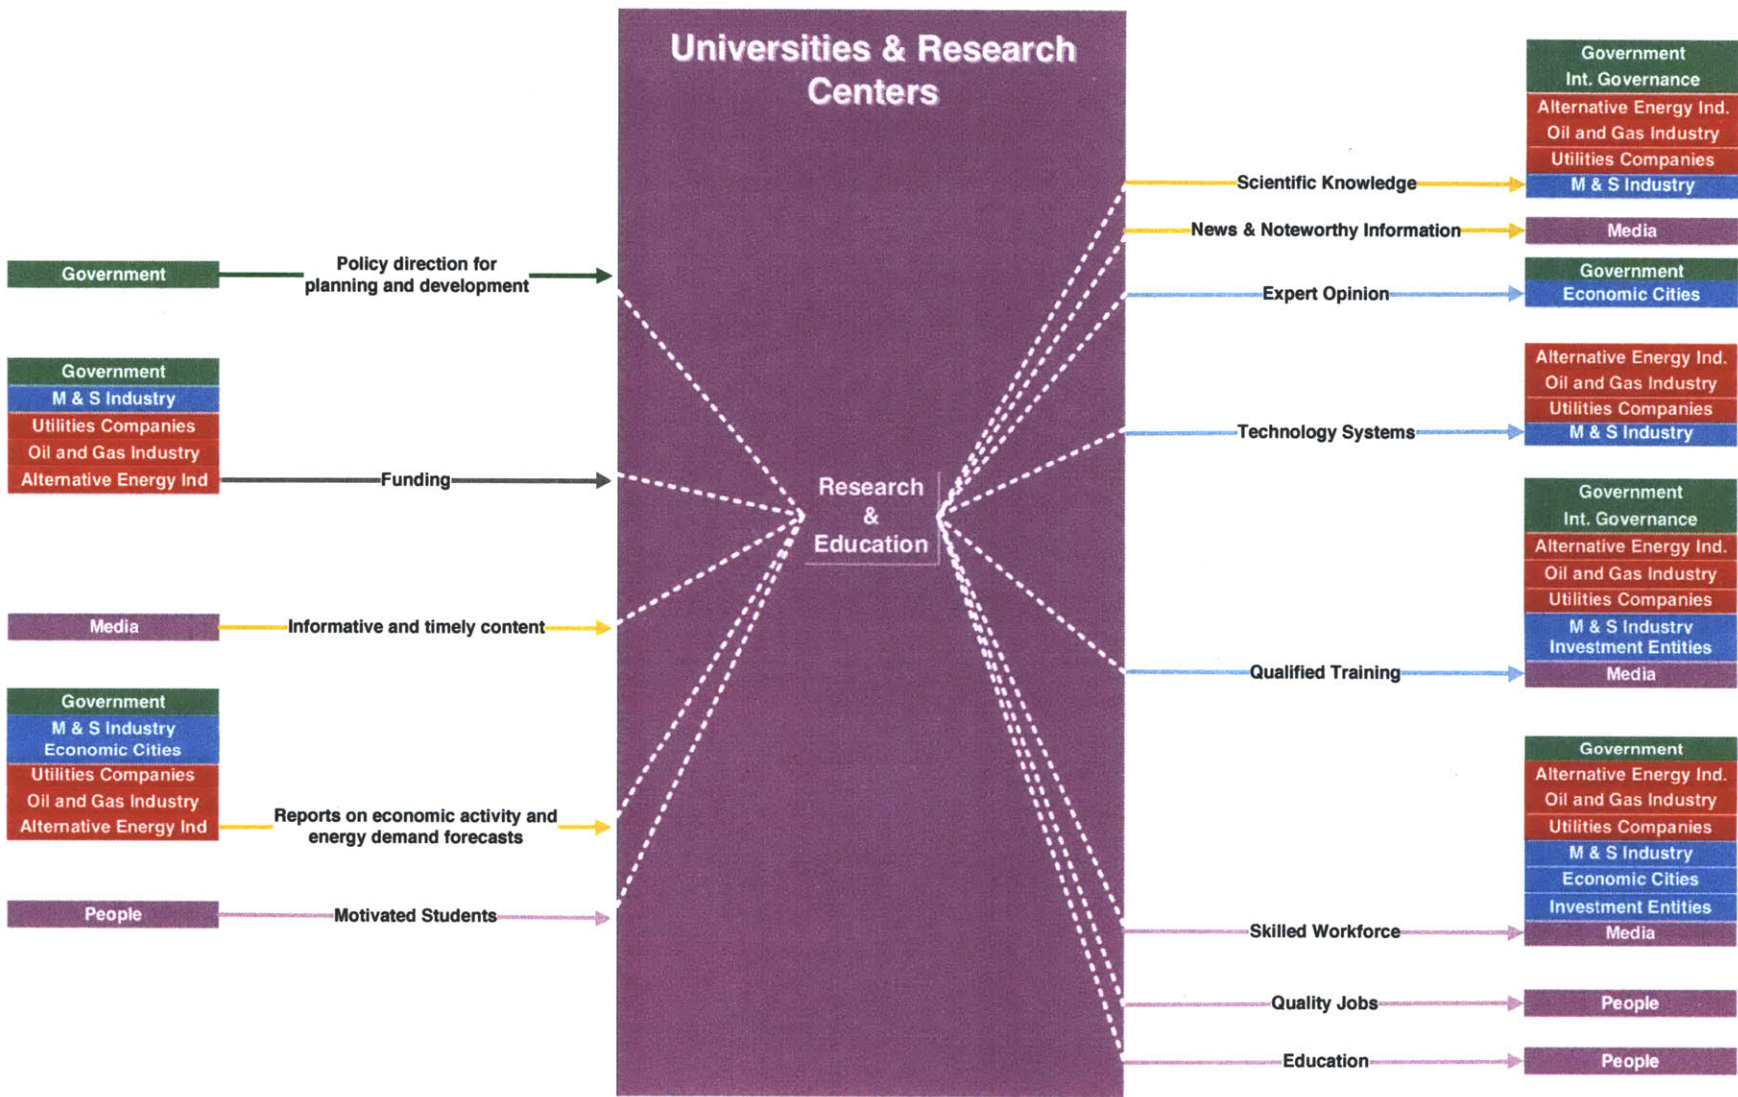 Universities & Research
Centers
Government
Policy direction for
planning and development
Government
M & S Industry
Utilities Companies
Oil and Gas Industry
Alternative Energy Ind
Funding
Media
Informative and timely content
Government
M & S Industry
Economic Cities
Utilities Companies
Oil and Gas Industry
Alternative Energy Ind
Reports on economic activity and
energy demand forecasts
People
Motivated Students
Research
&
Education
Scientific Knowledge
Government
Int. Governance
Alternative Energy Ind.
Oil and Gas Industry
Utilities Companies
M & S Industry
News & Noteworthy Information
Media
Expert Opinion
Government
Economic Cities
Technology Systems
Alternative Energy Ind.
Oil and Gas Industry
Utilities Companies
M & S Industry
Qualified Training
Government
Int. Governance
Alternative Energy Ind.
Oil and Gas Industry
Utilities Companies
M & S Industry
Investment Entities
Media
Skilled Workforce
Government
Alternative Energy Ind.
Oil and Gas Industry
Utilities Companies
M & S Industry
Economic Cities
Investment Entities
Media
Quality Jobs
People
Education
People